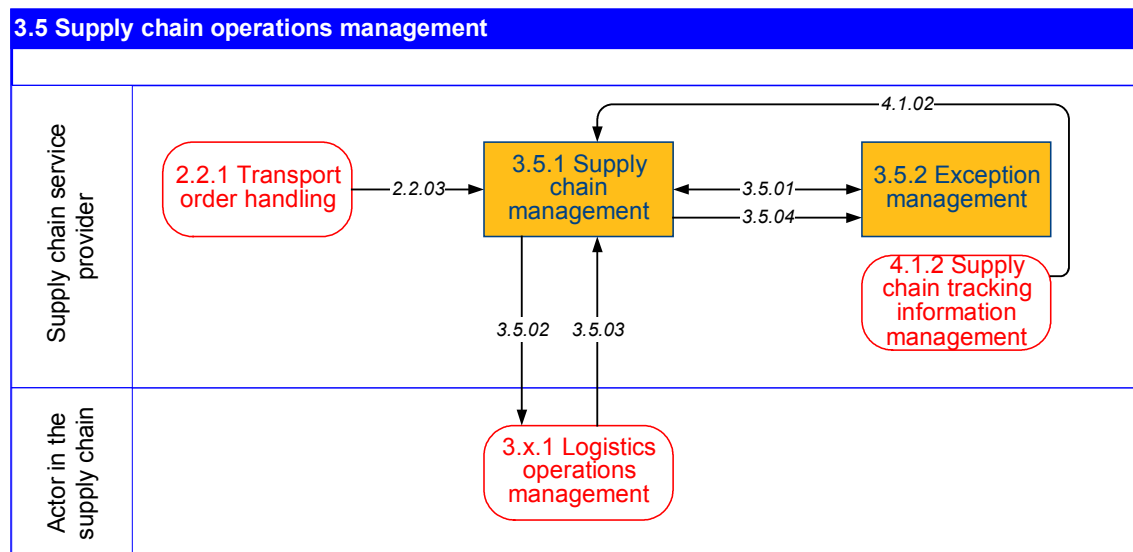 3.5 Supply chain operations management
Supply chain service
provider
4.1.02
2.2.1 Transport
order handling
2.2.03
3.5.1 Supply
chain
management
3.5.01
3.5.04
3.5.2 Exception
management
4.1.2 Supply
chain tracking
information
management
3.5.02
3.5.03
Actor in the
supply chain
3.x.1 Logistics
operations
management